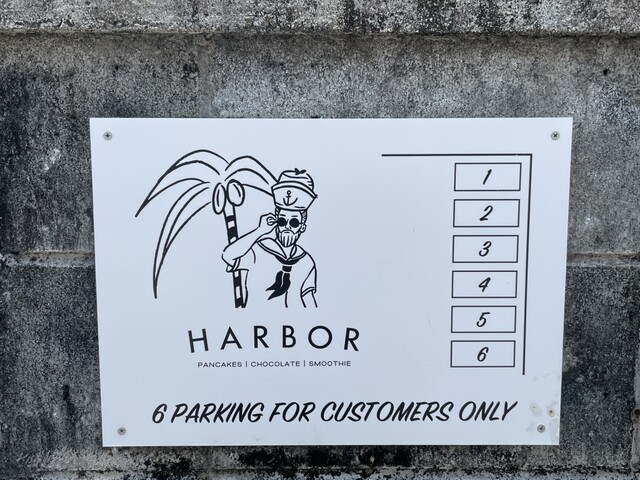 HARBOR
PANCAKES | CHOCOLATE | SMOOTHIE
1
2
3
4
5
6
6 PARKING FOR CUSTOMERS ONLY